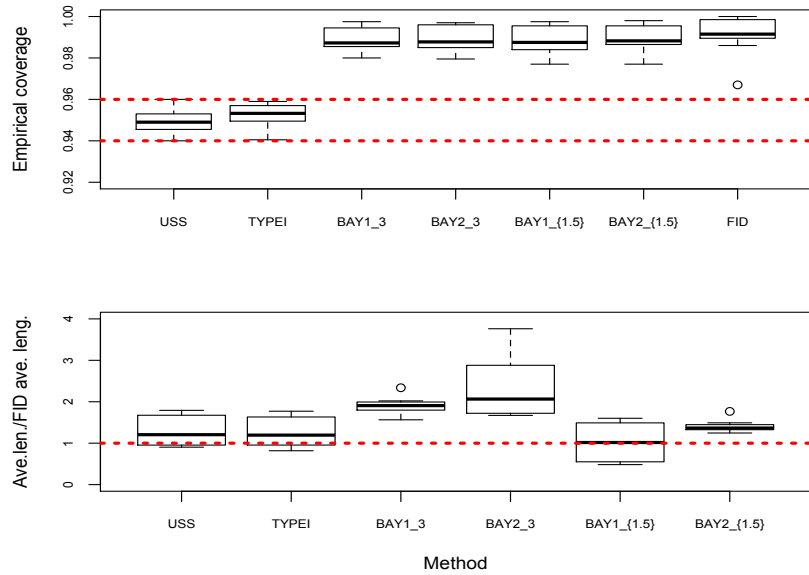 Empirical coverage
1.00
0.98
0.96
0.94
0.92
USS TYPEI BAY1_3 BAY2_3 BAY1_{1.5} BAY2_{1.5} FID
Ave.len./FID ave. leng.
4
3
2
1
0
USS TYPEI BAY1_3 BAY2_3 BAY1_{1.5} BAY2_{1.5}
Method